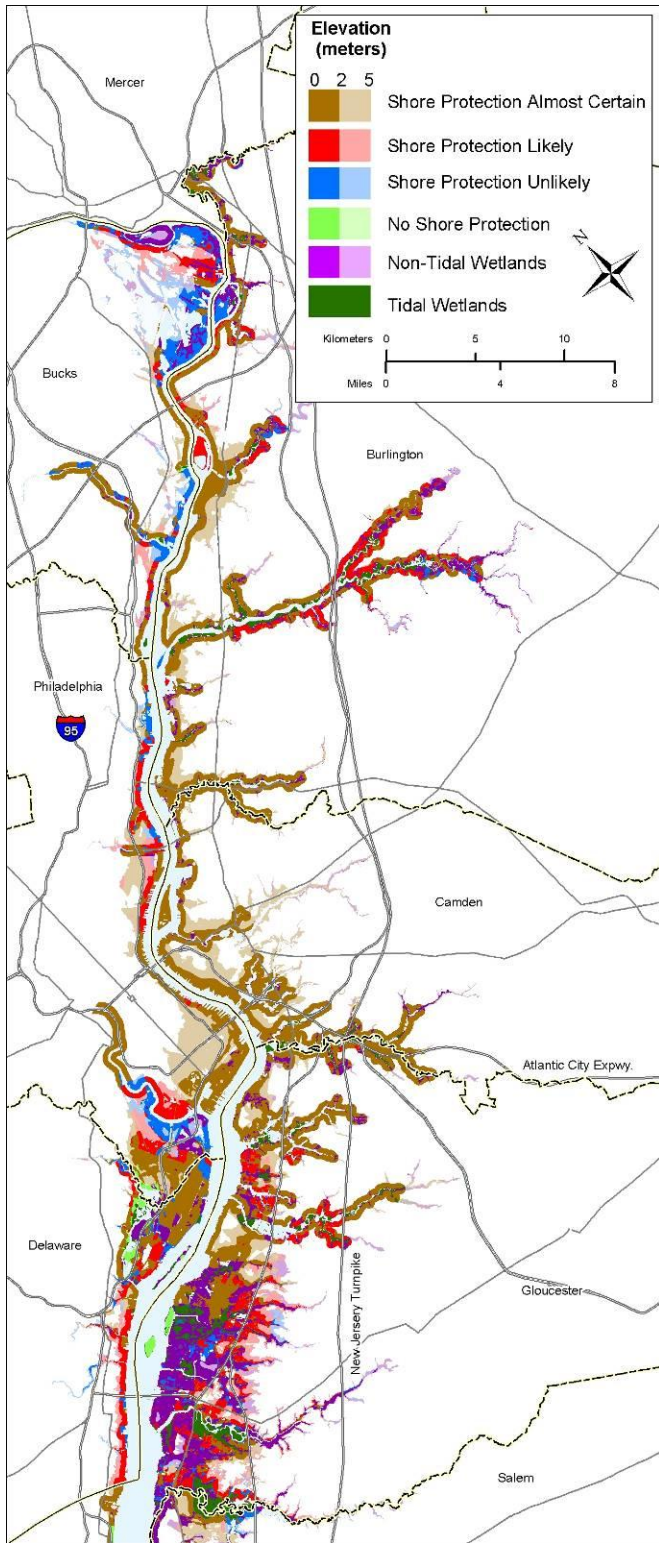 Elevation
(meters)
0 2 5
Shore Protection Almost Certain
Shore Protection Likely
Shore Protection Unlikely
No Shore Protection
Non-Tidal Wetlands
Tidal Wetlands
N
Kilometers 0 5 10
Miles 0 4 8
Mercer
Bucks
Burlington
Philadelphia
95
Camden
Atlantic City Expwy.
Delaware
New Jersery Turnpike
Gloucester
Salem